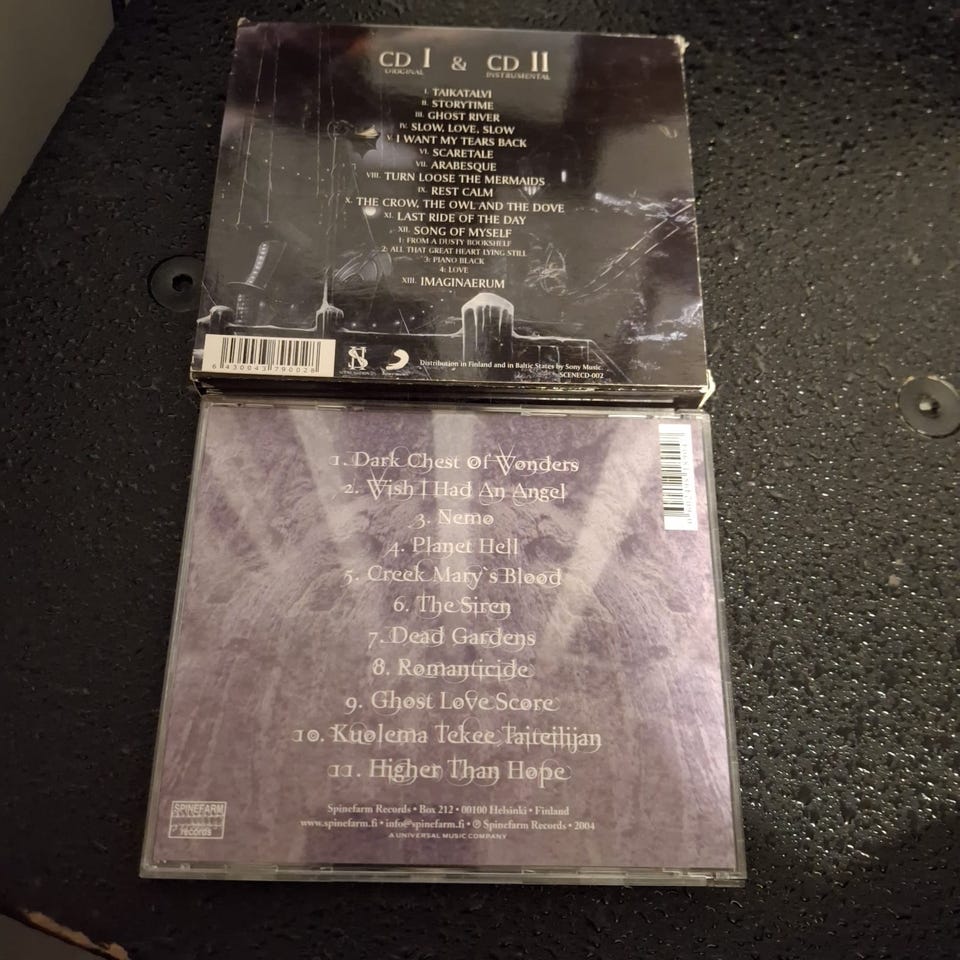 CD I & CD II
ORIGINAL INSTRUMENTAL
I. TAIKATALVI
II. STORYTIME
III. GHOST RIVER
IV. SLOW, LOVE, SLOW
V. I WANT MY TEARS BACK
VI. SCARETALE
VII. ARABESQUE
VIII. TURN LOOSE THE MERMAIDS
IX. REST CALM
X. THE CROW, THE OWL AND THE DOVE
XI. LAST RIDE OF THE DAY
XII. SONG OF MYSELF
1: FROM A DUSTY BOOKSHELF
2: ALL THAT GREAT HEART LYING STILL
3: PIANO BLACK
4: LOVE
XIII. IMAGINAERUM
6 430043 790028
Distribution in Finland and in Baltic States by Sony Music.
SCENECD-002
1. Dark Chest Of Wonders
2. Wish I Had An Angel
3. Nemo
4. Planet Hell
5. Creek Mary`s Blood
6. The Siren
7. Dead Gardens
8. Romanticide
9. Ghost Love Score
10. Kuolema Tekee Taiteilijan
11. Higher Than Hope
SPINEFARM
records
Spinefarm Records • Box 212 • 00100 Helsinki • Finland
www.spinefarm.fi • info@spinefarm.fi • ℗ Spinefarm Records • 2004
A UNIVERSAL MUSIC COMPANY